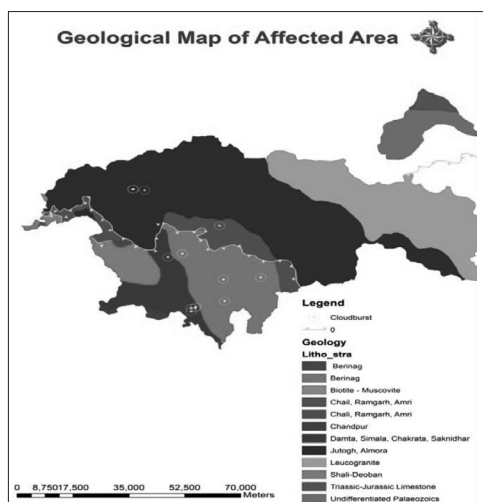 Geological Map of Affected Area
Legend
Cloudburst
0
Geology
Litho_stra
Berinag
Berinag
Biotite - Muscovite
Chail, Ramgarh, Amri
Chali, Ramgarh, Amri
Chandpur
Damta, Simala, Chakrata, Saknidhar
Jutogh, Almora
Leucogranite
Shali-Deoban
Triassic-Jurassic Limestone
Undifferentiated Palaeozoics
0 8,75017,500 35,000 52,500 70,000
Meters